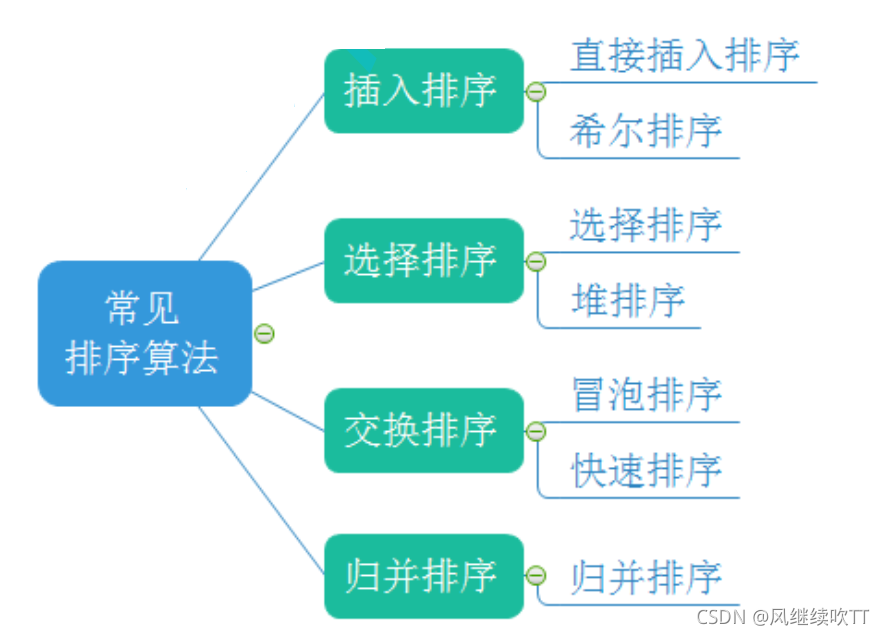 常见
排序算法
插入排序
直接插入排序
希尔排序
选择排序
选择排序
堆排序
交换排序
冒泡排序
快速排序
归并排序
归并排序
CSDN @风继续吹TT